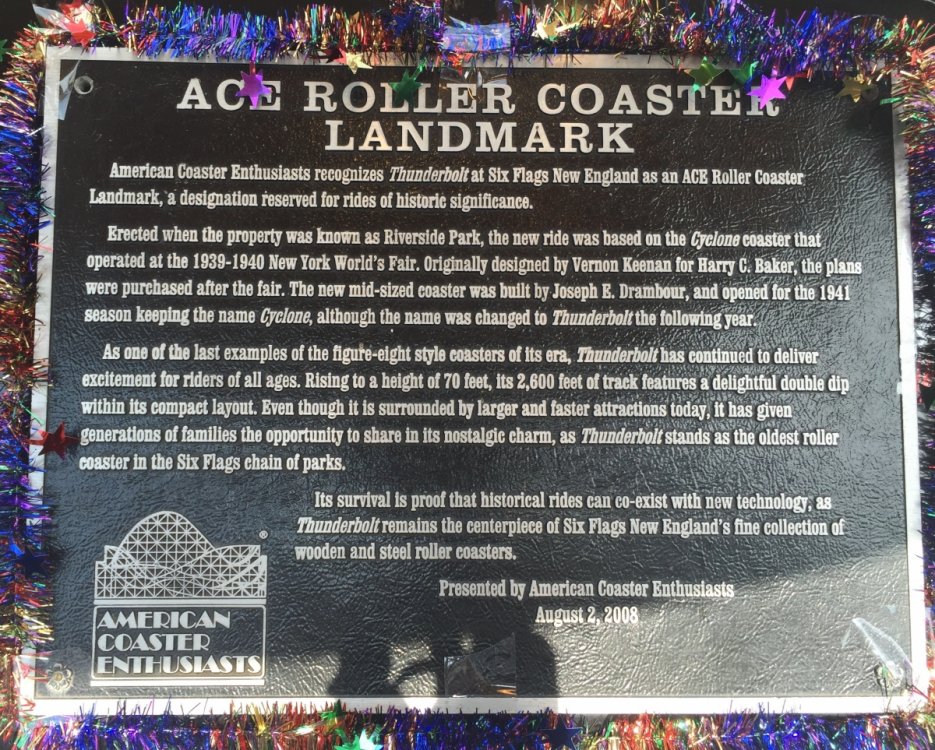 ACE ROLLER COASTER
LANDMARK
American Coaster Enthusiasts recognizes Thunderbolt at Six Flags New England as an ACE Roller Coaster
Landmark, a designation reserved for rides of historic significance.
Erected when the property was known as Riverside Park, the new ride was based on the Cyclone coaster that
operated at the 1939-1940 New York World's Fair. Originally designed by Vernon Keenan for Harry C. Baker, the plans
were purchased after the fair. The new mid-sized coaster was built by Joseph E. Drambour, and opened for the 1941
season keeping the name Cyclone, although the name was changed to Thunderbolt the following year.
As one of the last examples of the figure-eight style coasters of its era, Thunderbolt has continued to deliver
excitement for riders of all ages. Rising to a height of 70 feet, its 2,600 feet of track features a delightful double dip
within its compact layout. Even though it is surrounded by larger and faster attractions today, it has given
generations of families the opportunity to share in its nostalgic charm, as Thunderbolt stands as the oldest roller
coaster in the Six Flags chain of parks.
Its survival is proof that historical rides can co-exist with new technology, as
Thunderbolt remains the centerpiece of Six Flags New England's fine collection of
wooden and steel roller coasters.
Presented by American Coaster Enthusiasts
August 2, 2008
®
AMERICAN
COASTER
ENTHUSIASTS